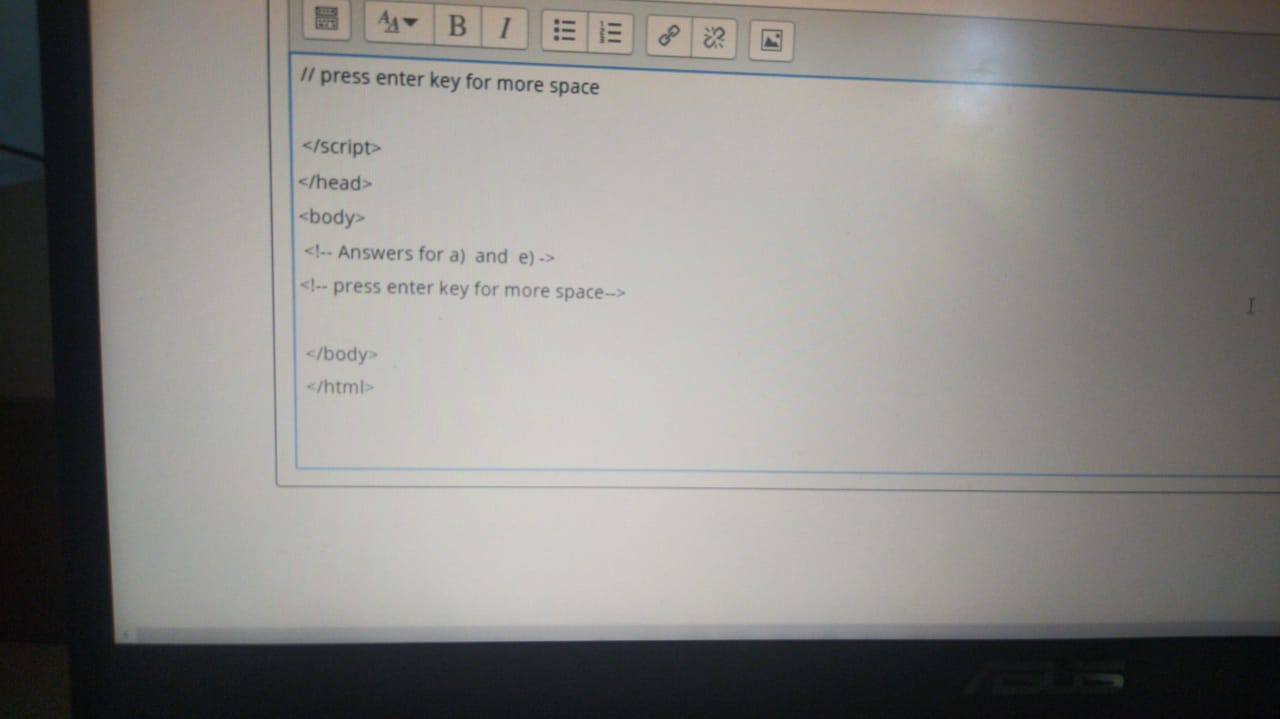 B I
// press enter key for more space
</script>
</head>
<body>
<!-- Answers for a) and e) ->
<!-- press enter key for more space-->
</body>
</html>
ASUS